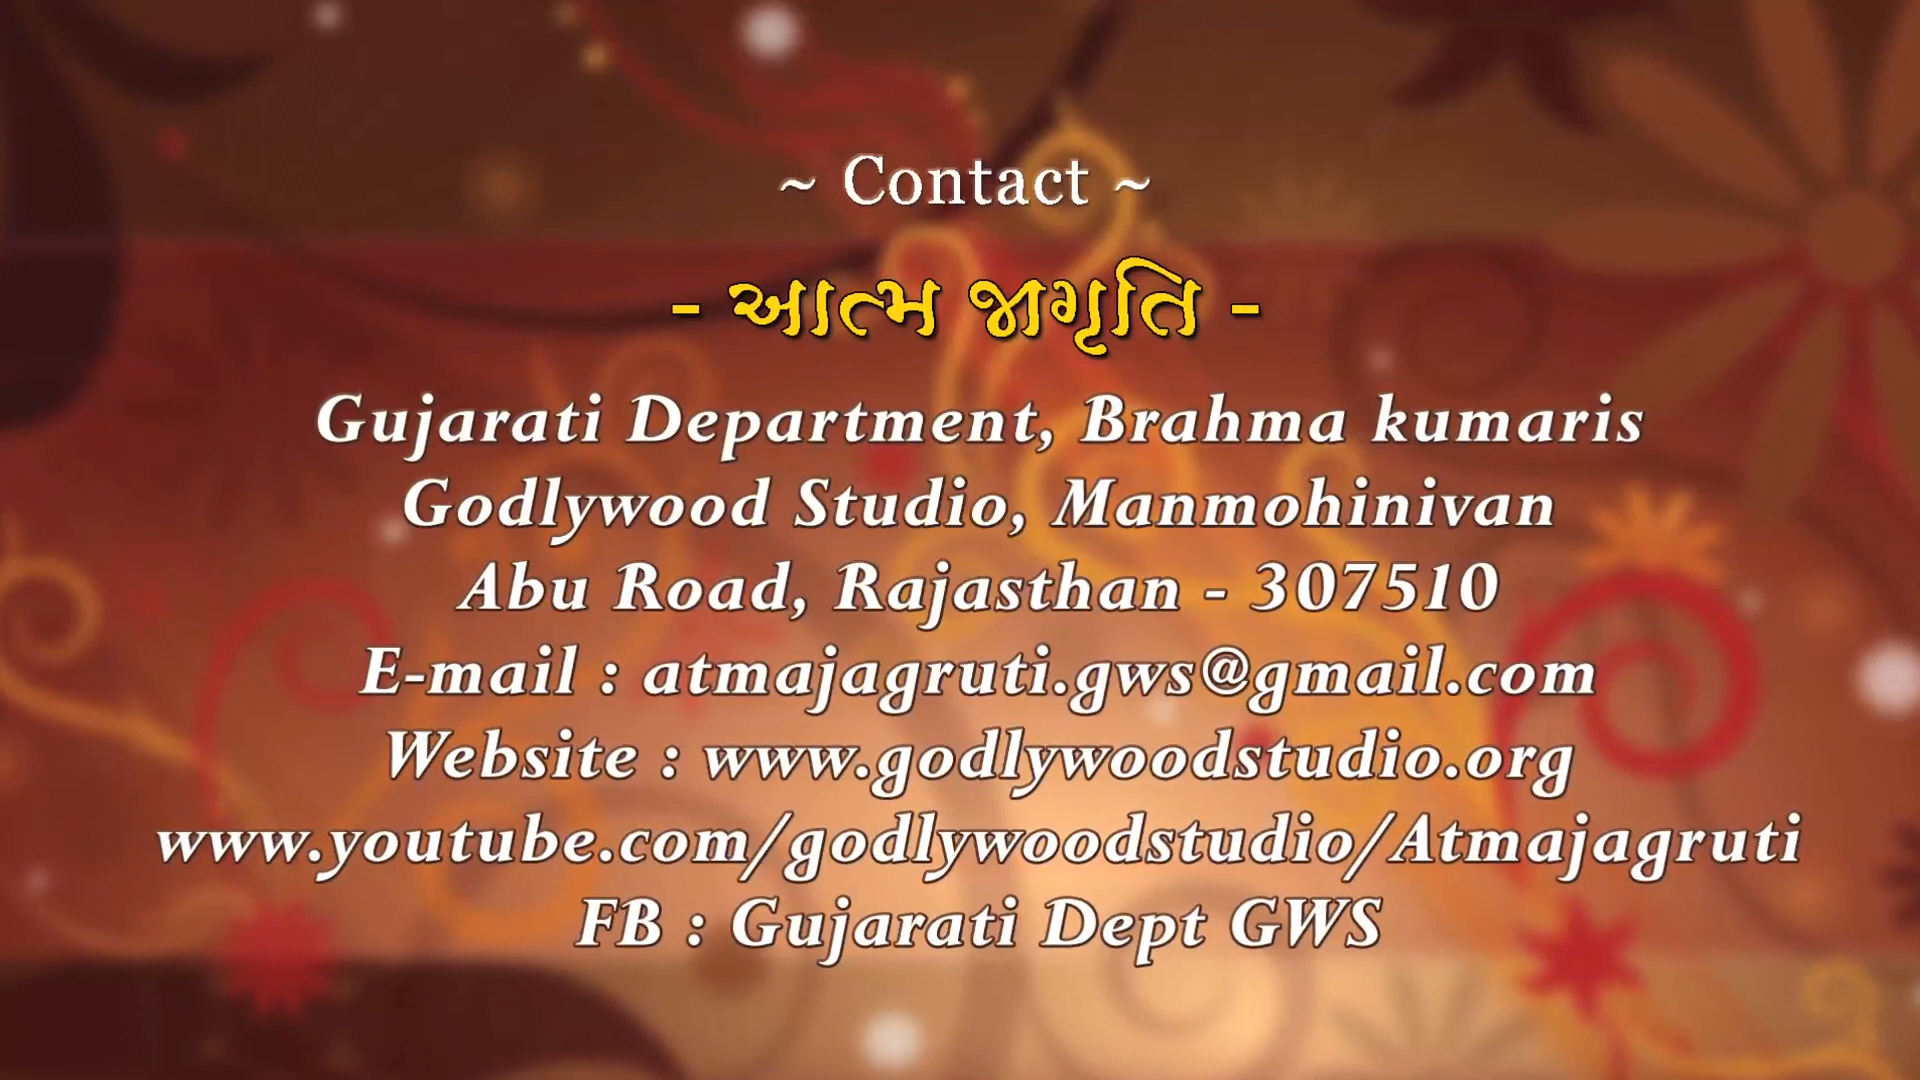 ~ Contact ~
- આત્મ જાગૃતિ -
Gujarati Department, Brahma kumaris
Godlywood Studio, Manmohinivan
Abu Road, Rajasthan - 307510
E-mail : atmajagruti.gws@gmail.com
Website : www.godlywoodstudio.org
www.youtube.com/godlywoodstudio/Atmajagruti
FB : Gujarati Dept GWS